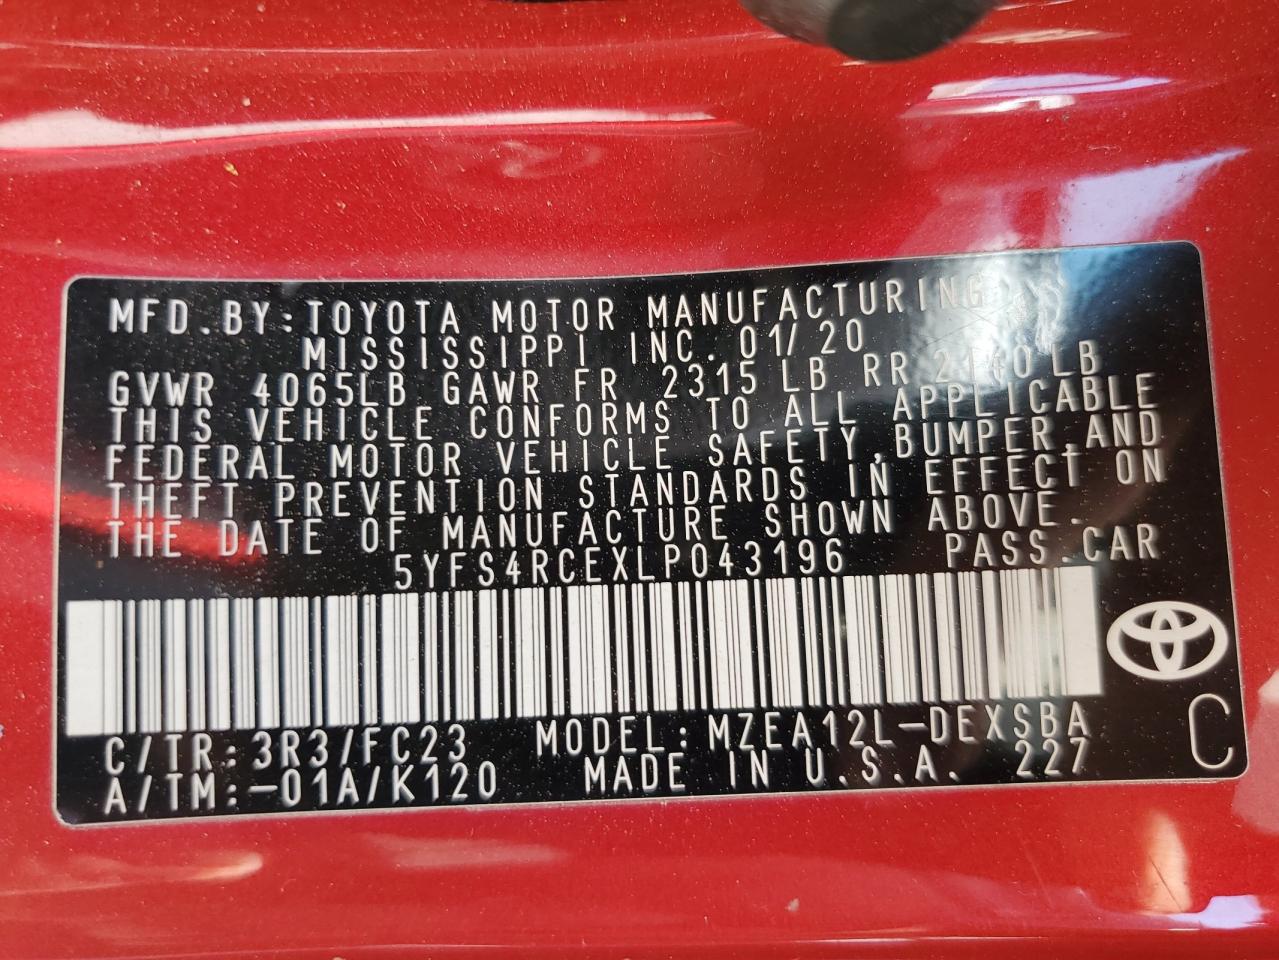 MFD.BY:TOYOTA MOTOR MANUFACTURING
MISSISSIPPI INC. 01/20
GVWR 4065LB GAWR FR 2315LB RR 2140LB
THIS VEHICLE CONFORMS TO ALL APPLICABLE
FEDERAL MOTOR VEHICLE SAFETY,BUMPER,AND
THEFT PREVENTION STANDARDS IN EFFECT ON
THE DATE OF MANUFACTURE SHOWN ABOVE.
5YFS4RCEXLP043196 PASS.CAR
C/TR:3R3/FC23 MODEL:MZEA12L-DEXSBA
A/TM:-01A/K120 MADE IN U.S.A. 227
C